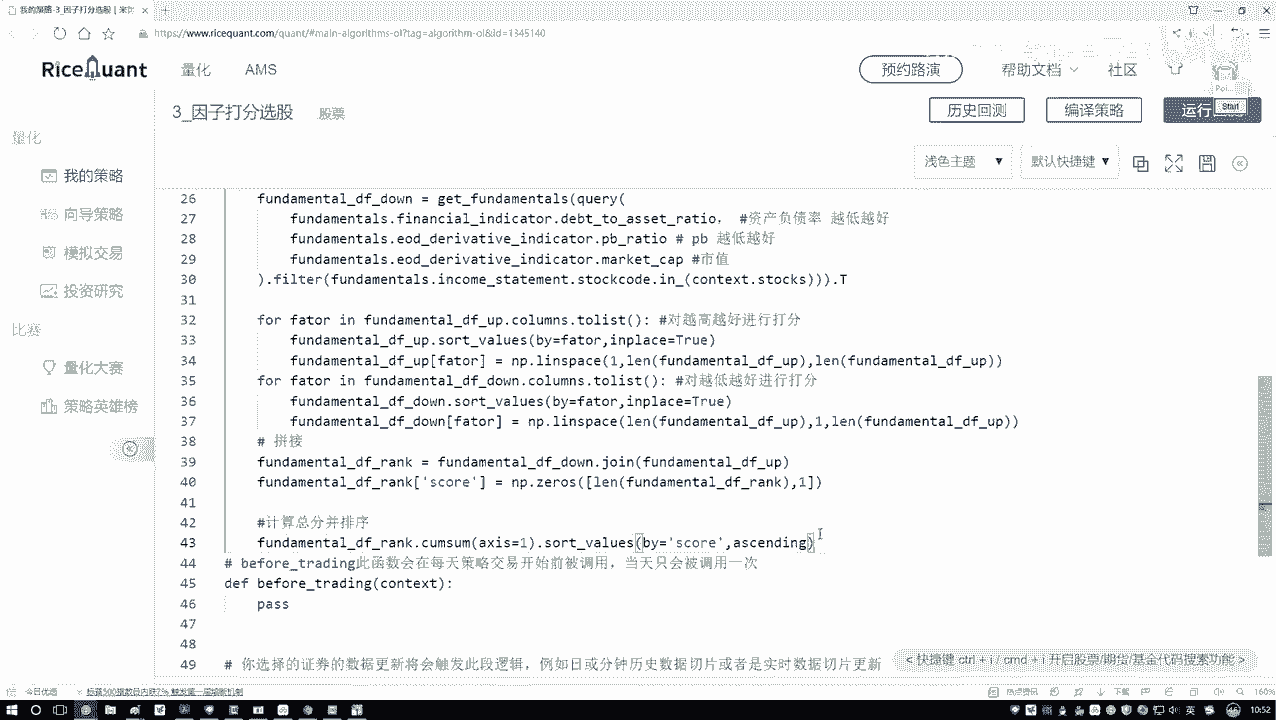 我的策略-3_因子打分选股
https://www.ricequant.com/quant/#main-algorithms-ol?tag=algorithm-ol&id=1345140
RiceQuant 量化 AMS 预约路演 帮助文档 社区
3_因子打分选股 股票 历史回测 编译策略 运行 Start
量化
浅色主题 默认快捷键
我的策略
向导策略
模拟交易
投资研究
比赛
量化大赛
策略英雄榜
26 fundamental_df_down = get_fundamentals(query(
27 fundamentals.financial_indicator.debt_to_asset_ratio， #资产负债率 越低越好
28 fundamentals.eod_derivative_indicator.pb_ratio # pb 越低越好
29 fundamentals.eod_derivative_indicator.market_cap #市值
30 ).filter(fundamentals.income_statement.stockcode.in_(context.stocks))).T
31
32 for fator in fundamental_df_up.columns.tolist(): #对越高越好进行打分
33 fundamental_df_up.sort_values(by=fator,inplace=True)
34 fundamental_df_up[fator] = np.linspace(1,len(fundamental_df_up),len(fundamental_df_up))
35 for fator in fundamental_df_down.columns.tolist(): #对越低越好进行打分
36 fundamental_df_down.sort_values(by=fator,inplace=True)
37 fundamental_df_down[fator] = np.linspace(len(fundamental_df_up),1,len(fundamental_df_up))
38 # 拼接
39 fundamental_df_rank = fundamental_df_down.join(fundamental_df_up)
40 fundamental_df_rank['score'] = np.zeros([len(fundamental_df_rank),1])
41
42 #计算总分并排序
43 fundamental_df_rank.cumsum(axis=1).sort_values(by='score',ascending)
44 # before_trading此函数会在每天策略交易开始前被调用，当天只会被调用一次
45 def before_trading(context):
46 pass
47
48
49 # 你选择的证券的数据更新将会触发此段逻辑，例如日或分钟历史数据切片或者是实时数据切片更新
< 快捷键 ctrl + i / cmd + i 开启股票/期货/基金代码搜索功能 >
今日优选
下载
160%
英
10:52